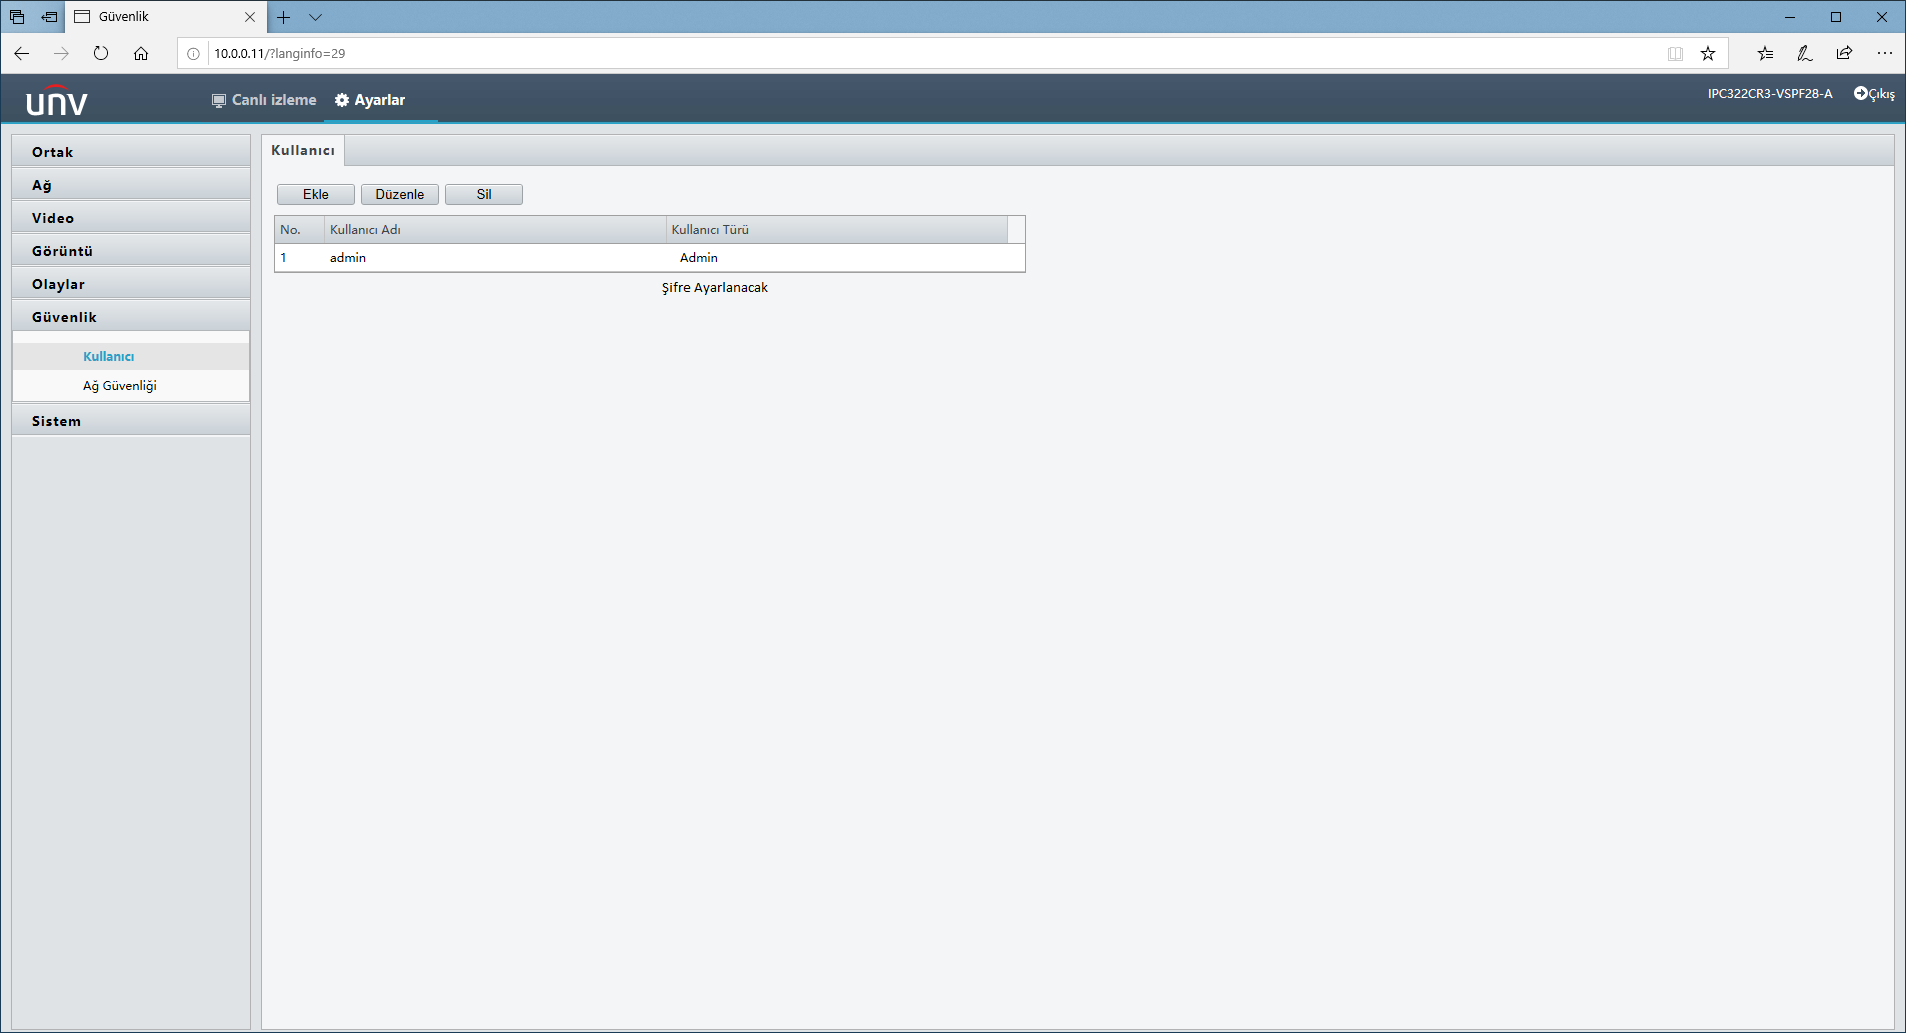 Güvenlik
10.0.0.11/?langinfo=29
unv
Canlı izleme
Ayarlar
IPC322CR3-VSPF28-A
Çıkış
Ortak
Ağ
Video
Görüntü
Olaylar
Güvenlik
Kullanıcı
Ağ Güvenliği
Sistem
Kullanıcı
Ekle Düzenle Sil
No. Kullanıcı Adı Kullanıcı Türü
1 admin Admin
Şifre Ayarlanacak